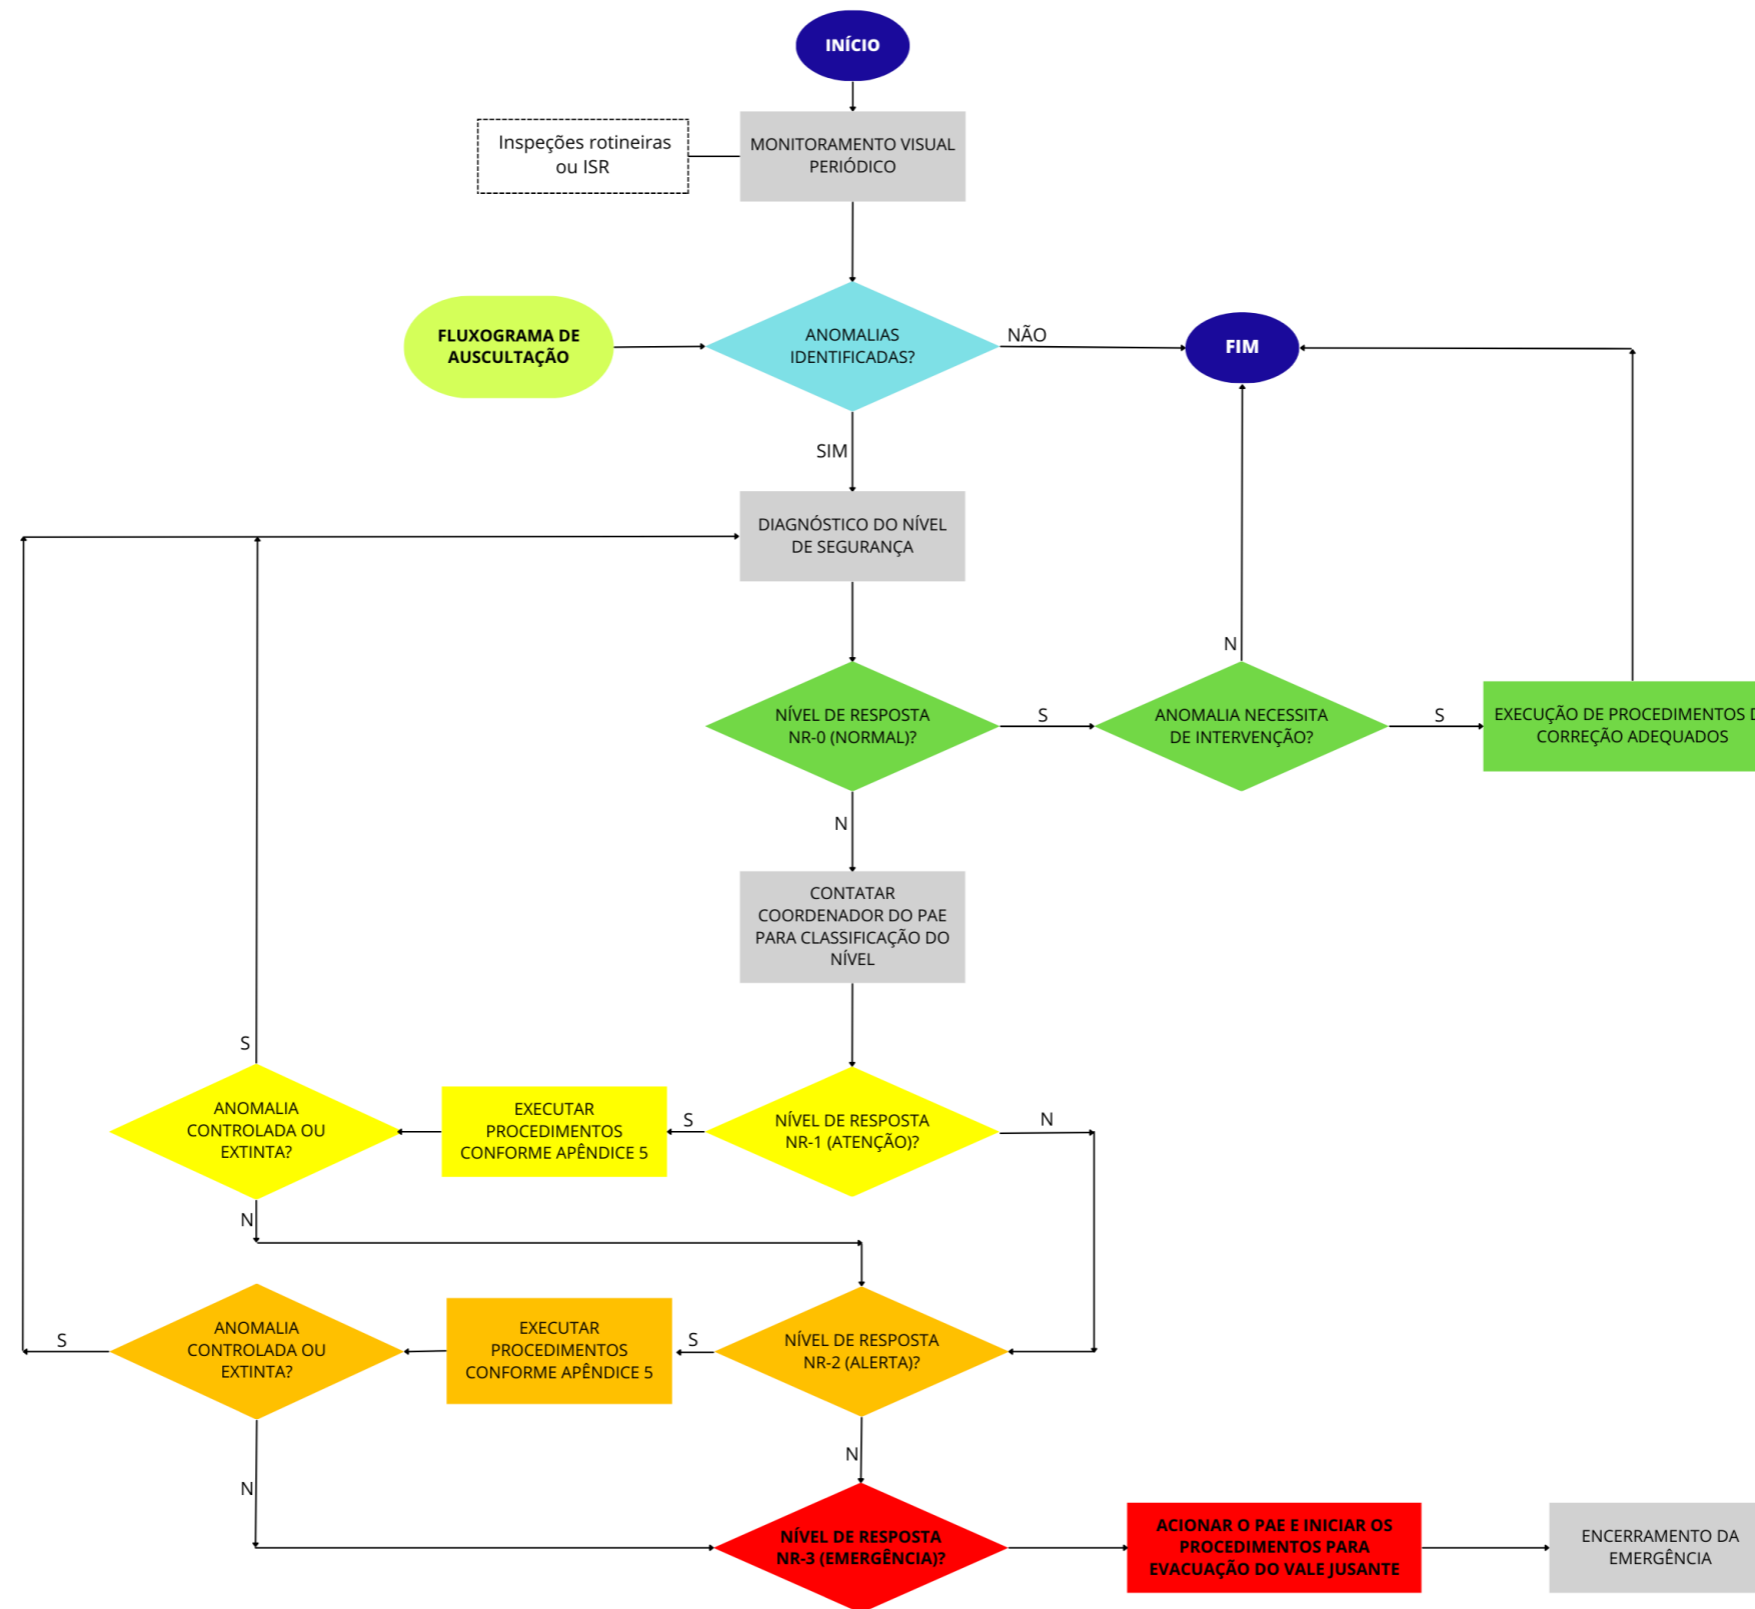 INÍCIO
Inspeções rotineiras
ou ISR
MONITORAMENTO VISUAL
PERIÓDICO
FLUXOGRAMA DE
AUSCULTAÇÃO
ANOMALIAS
IDENTIFICADAS?
NÃO
FIM
SIM
DIAGNÓSTICO DO NÍVEL
DE SEGURANÇA
N
NÍVEL DE RESPOSTA
NR-0 (NORMAL)?
S
ANOMALIA NECESSITA
DE INTERVENÇÃO?
S
EXECUÇÃO DE PROCEDIMENTOS
CORREÇÃO ADEQUADOS
N
CONTATAR
COORDENADOR DO PAE
PARA CLASSIFICAÇÃO DO
NÍVEL
S
ANOMALIA
CONTROLADA OU
EXTINTA?
EXECUTAR
PROCEDIMENTOS
CONFORME APÊNDICE 5
S
NÍVEL DE RESPOSTA
NR-1 (ATENÇÃO)?
N
N
S
ANOMALIA
CONTROLADA OU
EXTINTA?
EXECUTAR
PROCEDIMENTOS
CONFORME APÊNDICE 5
S
NÍVEL DE RESPOSTA
NR-2 (ALERTA)?
N
N
NÍVEL DE RESPOSTA
NR-3 (EMERGÊNCIA)?
ACIONAR O PAE E INICIAR OS
PROCEDIMENTOS PARA
EVACUAÇÃO DO VALE JUSANTE
ENCERRAMENTO DA
EMERGÊNCIA